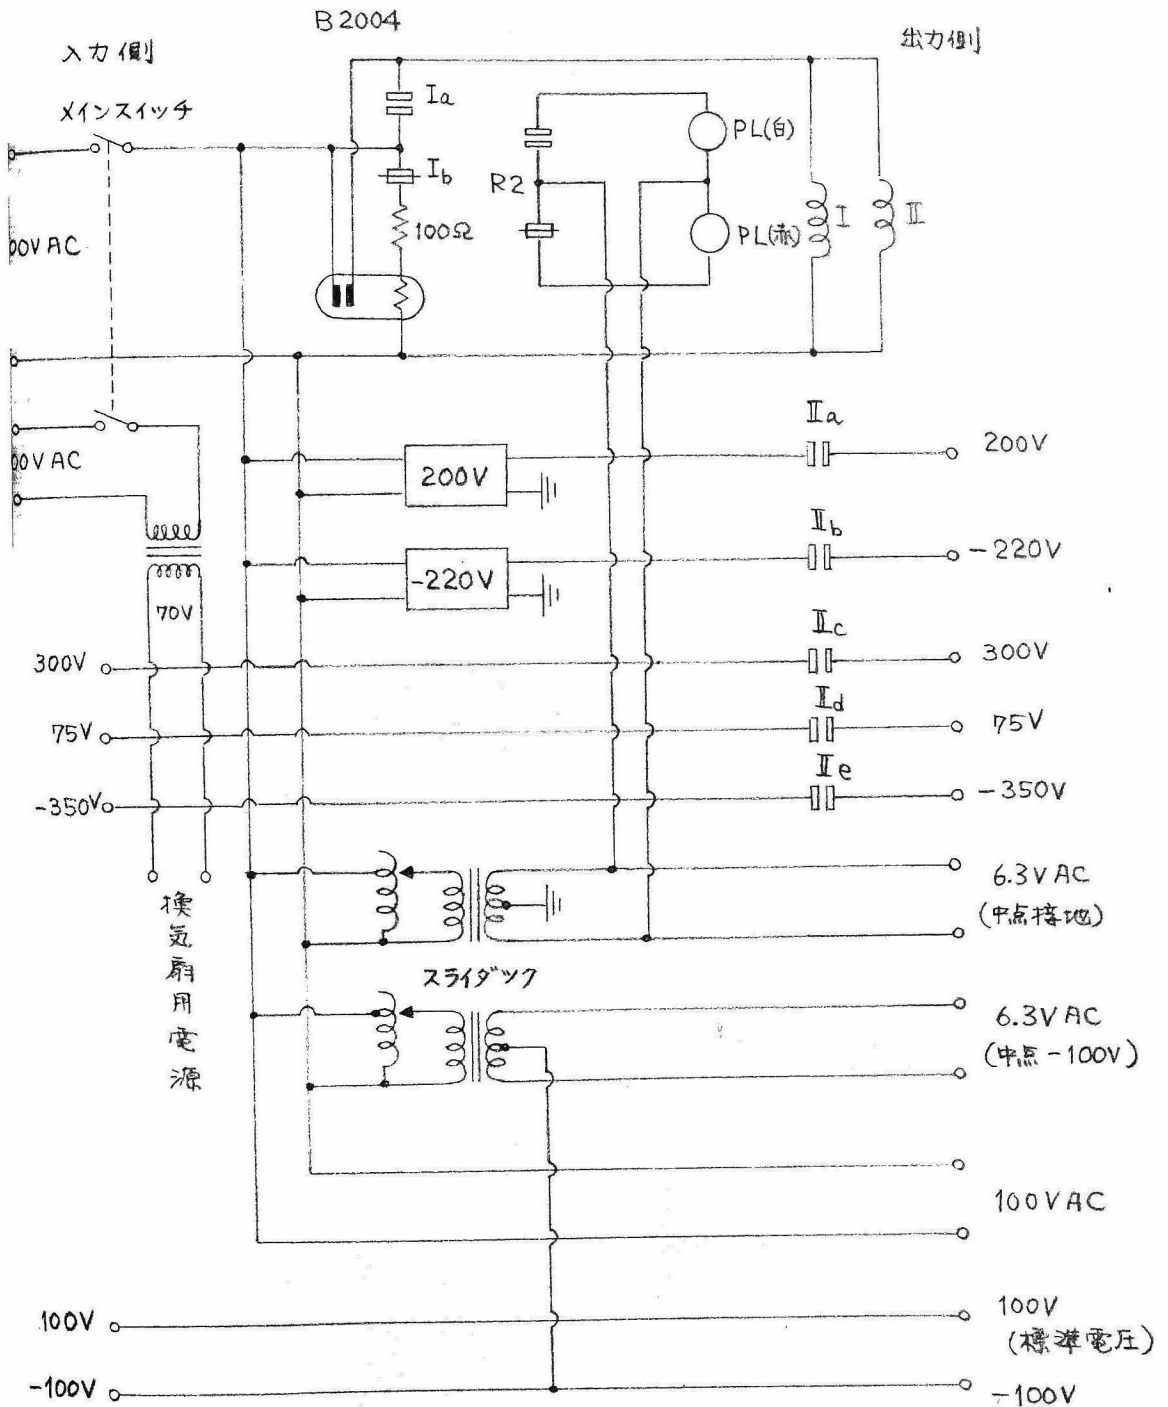 B2004
入力側
出力側
メインスイッチ
Ia
Ib
100Ω
R2
PL(白)
PL(赤)
I
II
00V AC
00V AC
70V
200V
-220V
IIa
200V
IIb
-220V
300V
IIc
300V
75V
IId
75V
-350V
IIe
-350V
換気扇用電源
6.3V AC
(中点接地)
スライダック
6.3V AC
(中点-100V)
100V AC
100V
100V
(標準電圧)
-100V
-100V